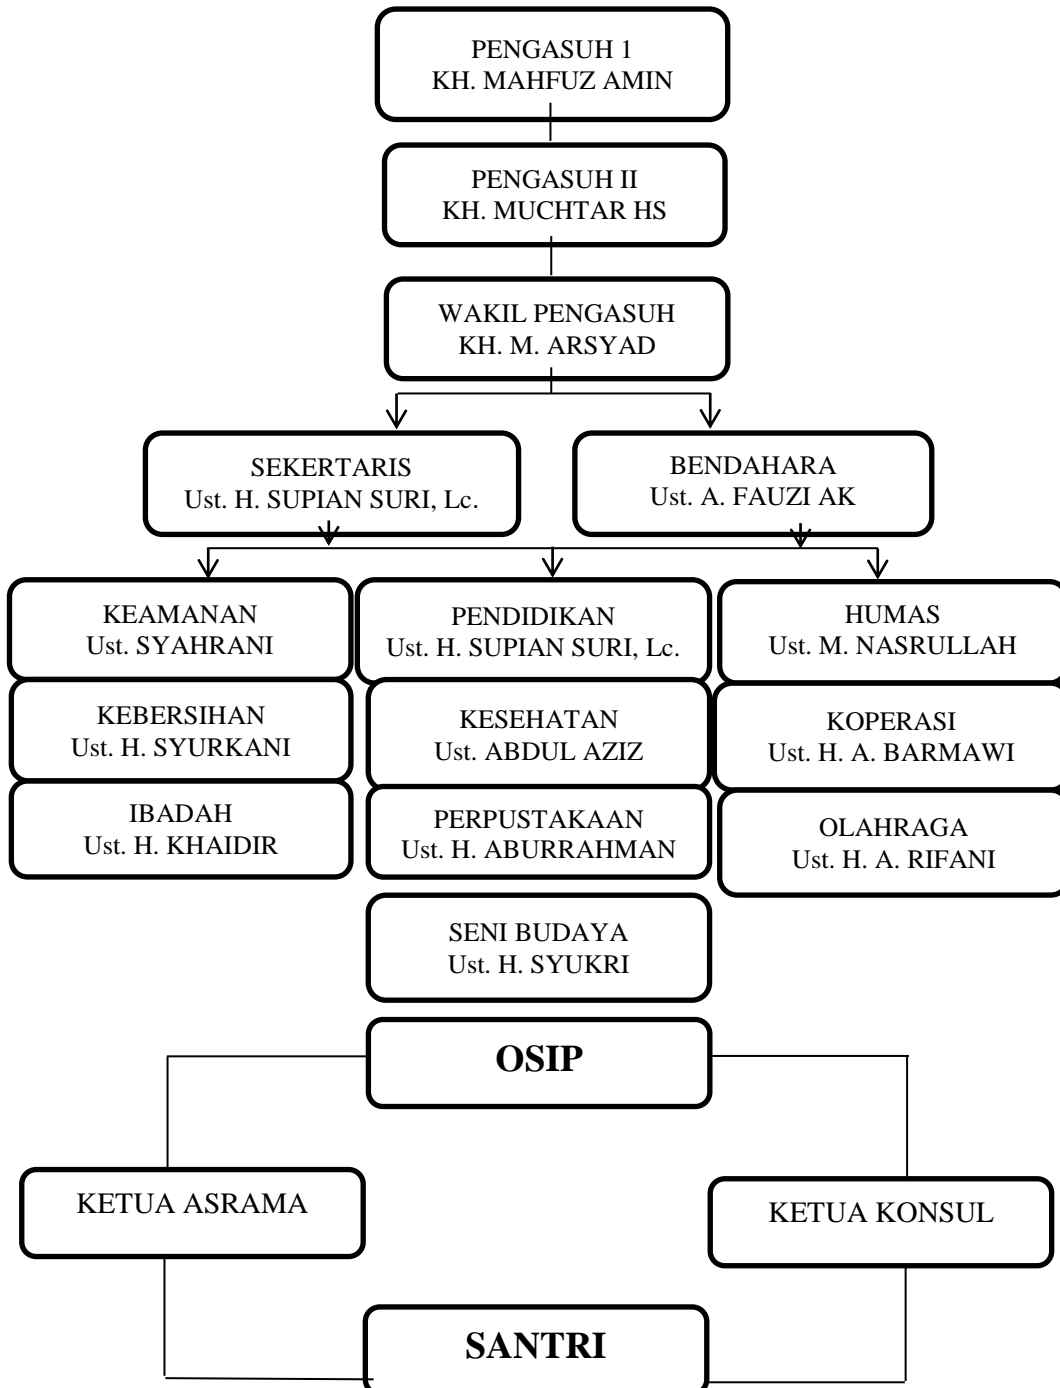 PENGASUH 1
KH. MAHFUZ AMIN
PENGASUH II
KH. MUCHTAR HS
WAKIL PENGASUH
KH. M. ARSYAD
SEKERTARIS
Ust. H. SUPIAN SURI, Lc.
BENDAHARA
Ust. A. FAUZI AK
KEAMANAN
Ust. SYAHRANI
PENDIDIKAN
Ust. H. SUPIAN SURI, Lc.
HUMAS
Ust. M. NASRULLAH
KEBERSIHAN
Ust. H. SYURKANI
KESEHATAN
Ust. ABDUL AZIZ
KOPERASI
Ust. H. A. BARMAWI
IBADAH
Ust. H. KHAIDIR
PERPUSTAKAAN
Ust. H. ABURRAHMAN
OLAHRAGA
Ust. H. A. RIFANI
SENI BUDAYA
Ust. H. SYUKRI
OSIP
KETUA ASRAMA
KETUA KONSUL
SANTRI